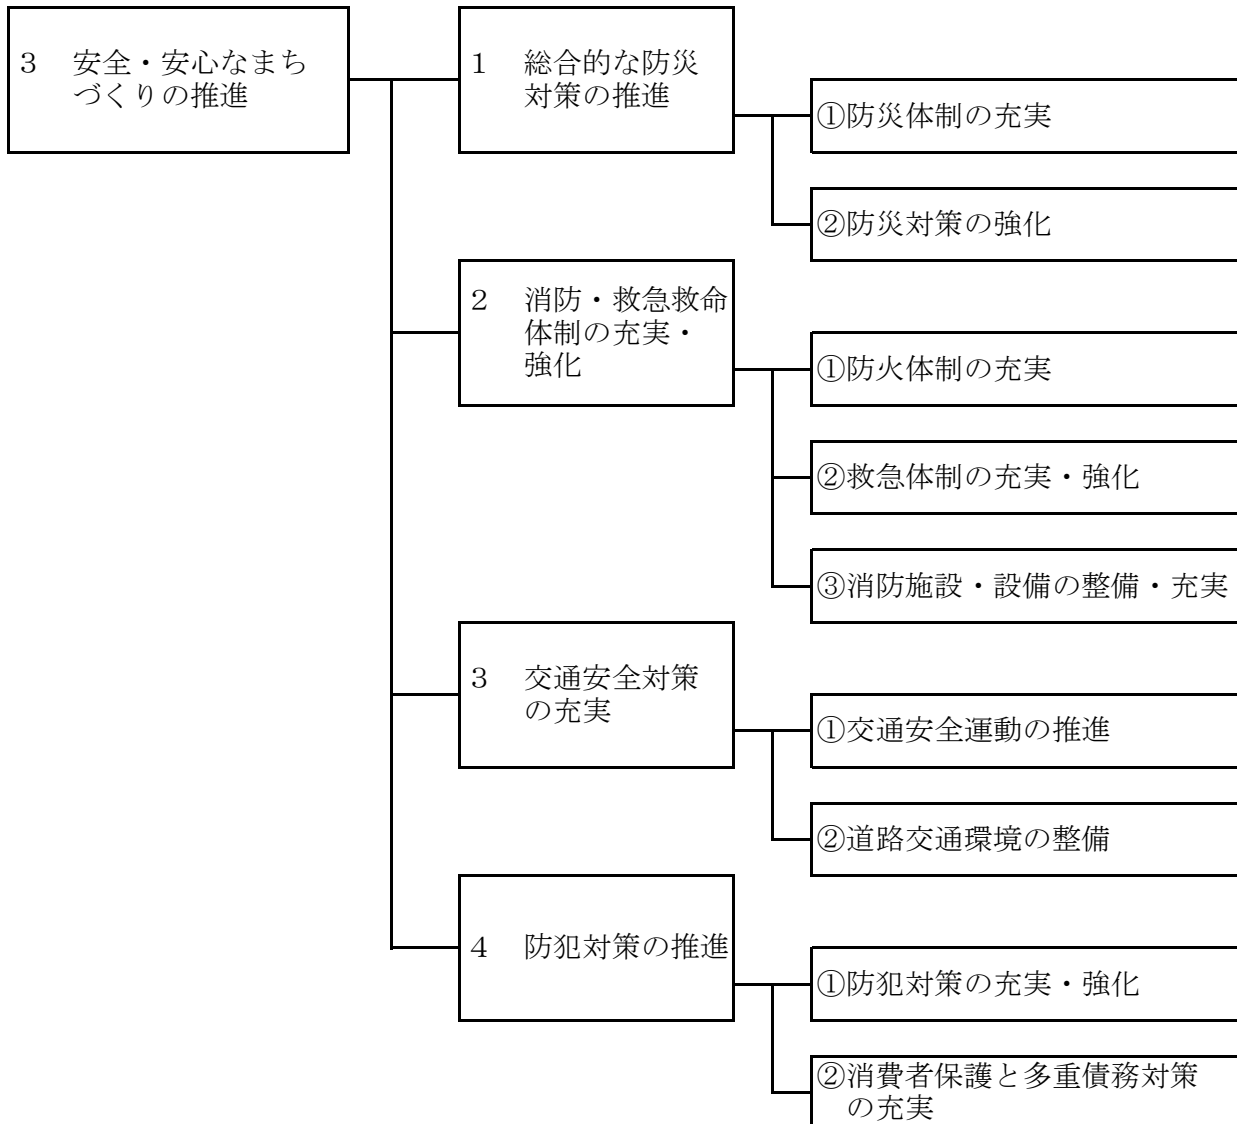 ３　安全・安心なまち
づくりの推進
１　総合的な防災
対策の推進
①防災体制の充実
②防災対策の強化
２　消防・救急救命
体制の充実・
強化
①防火体制の充実
②救急体制の充実・強化
③消防施設・設備の整備・充実
３　交通安全対策
の充実
①交通安全運動の推進
②道路交通環境の整備
４　防犯対策の推進
①防犯対策の充実・強化
②消費者保護と多重債務対策
の充実